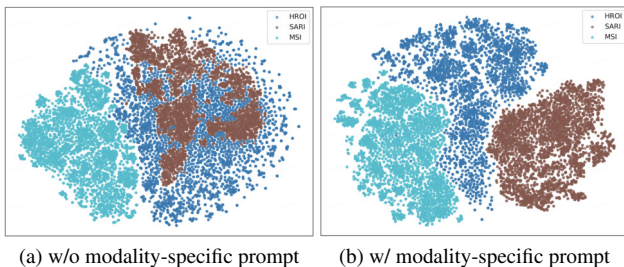 HROI
SARI
MSI
HROI
SARI
MSI
(a) w/o modality-specific prompt
(b) w/ modality-specific prompt